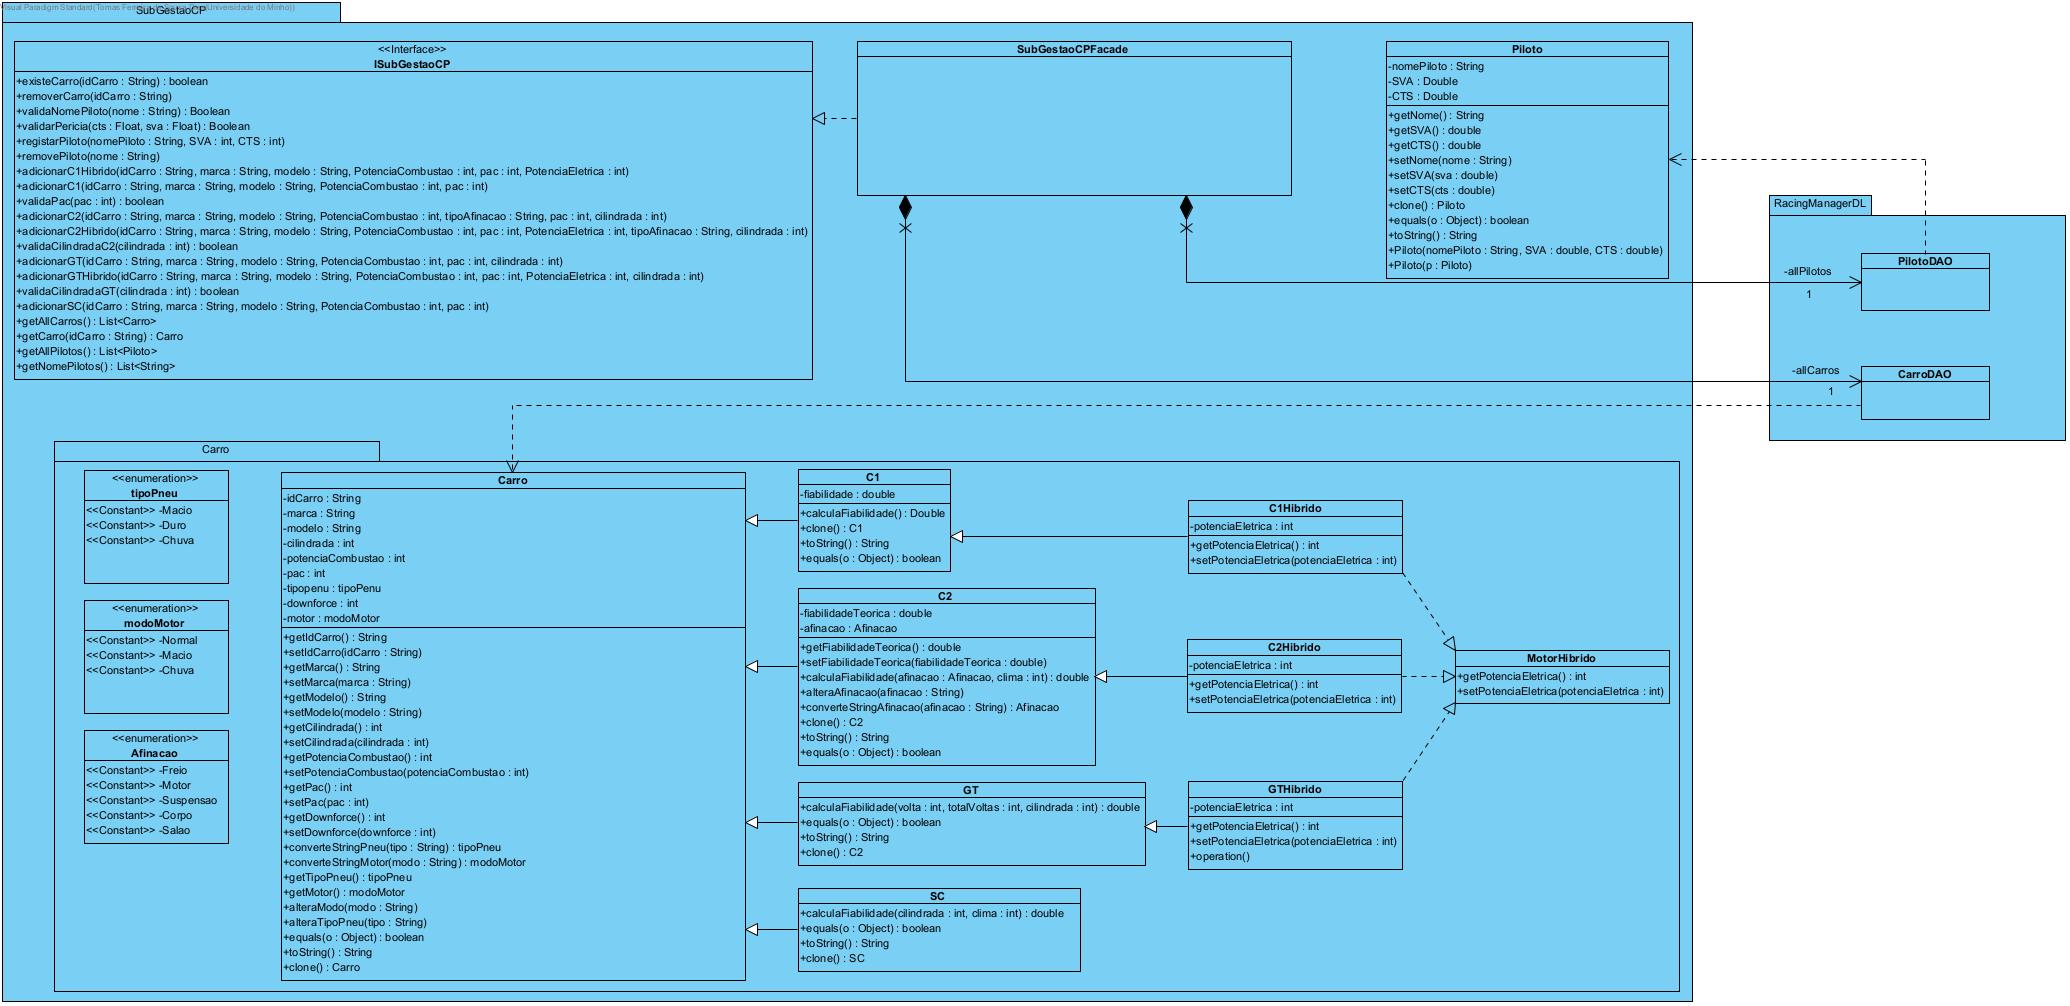 SubGestaoCP
<<Interface>>
ISubGestaoCP
+existeCarro(idCarro : String) : boolean
+removerCarro(idCarro : String)
+validaNomePiloto(nome : String) : Boolean
+validarPericia(cts : Float, sva : Float) : Boolean
+registarPiloto(nomePiloto : String, SVA : int, CTS : int)
+removePiloto(nome : String)
+adicionarC1Hibrido(idCarro : String, marca : String, modelo : String, PotenciaCombustao : int, pac : int, PotenciaEletrica : int)
+adicionarC1(idCarro : String, marca : String, modelo : String, PotenciaCombustao : int, pac : int)
+validaPac(pac : int) : boolean
+adicionarC2(idCarro : String, marca : String, modelo : String, PotenciaCombustao : int, tipoAfinacao : String, pac : int, cilindrada : int)
+adicionarC2Hibrido(idCarro : String, marca : String, modelo : String, PotenciaCombustao : int, pac : int, PotenciaEletrica : int, tipoAfinacao : String, cilindrada : int)
+validaCilindradaC2(cilindrada : int) : boolean
+adicionarGT(idCarro : String, marca : String, modelo : String, PotenciaCombustao : int, pac : int, cilindrada : int)
+adicionarGTHibrido(idCarro : String, marca : String, modelo : String, PotenciaCombustao : int, pac : int, PotenciaEletrica : int, cilindrada : int)
+validaCilindradaGT(cilindrada : int) : boolean
+adicionarSC(idCarro : String, marca : String, modelo : String, PotenciaCombustao : int, pac : int)
+getAllCarros() : List<Carro>
+getCarro(idCarro : String) : Carro
+getAllPilotos() : List<Piloto>
+getNomePilotos() : List<String>
SubGestaoCPFacade
Piloto
-nomePiloto : String
-SVA : Double
-CTS : Double
+getNome() : String
+getSVA() : double
+getCTS() : double
+setNome(nome : String)
+setSVA(sva : double)
+setCTS(cts : double)
+clone() : Piloto
+equals(o : Object) : boolean
+toString() : String
+Piloto(nomePiloto : String, SVA : double, CTS : double)
+Piloto(p : Piloto)
RacingManagerDL
PilotoDAO
-allPilotos
1
CarroDAO
-allCarros
1
Carro
<<enumeration>>
tipoPneu
<<Constant>> -Macio
<<Constant>> -Duro
<<Constant>> -Chuva
<<enumeration>>
modoMotor
<<Constant>> -Normal
<<Constant>> -Macio
<<Constant>> -Chuva
<<enumeration>>
Afinacao
<<Constant>> -Freio
<<Constant>> -Motor
<<Constant>> -Suspensao
<<Constant>> -Corpo
<<Constant>> -Salao
Carro
-idCarro : String
-marca : String
-modelo : String
-cilindrada : int
-potenciaCombustao : int
-pac : int
-tipopenu : tipoPenu
-downforce : int
-motor : modoMotor
+getIdCarro() : String
+setIdCarro(idCarro : String)
+getMarca() : String
+setMarca(marca : String)
+getModelo() : String
+setModelo(modelo : String)
+getCilindrada() : int
+setCilindrada(cilindrada : int)
+getPotenciaCombustao() : int
+setPotenciaCombustao(potenciaCombustao : int)
+getPac() : int
+setPac(pac : int)
+getDownforce() : int
+setDownforce(downforce : int)
+converteStringPneu(tipo : String) : tipoPneu
+converteStringMotor(modo : String) : modoMotor
+getTipoPneu() : tipoPneu
+getMotor() : modoMotor
+alteraModo(modo : String)
+alteraTipoPneu(tipo : String)
+equals(o : Object) : boolean
+toString() : String
+clone() : Carro
C1
-fiabilidade : double
+calculaFiabilidade() : Double
+clone() : C1
+toString() : String
+equals(o : Object) : boolean
C2
-fiabilidadeTeorica : double
-afinacao : Afinacao
+getFiabilidadeTeorica() : double
+setFiabilidadeTeorica(fiabilidadeTeorica : double)
+calculaFiabilidade(afinacao : Afinacao, clima : int) : double
+alteraAfinacao(afinacao : String)
+converteStringAfinacao(afinacao : String) : Afinacao
+clone() : C2
+toString() : String
+equals(o : Object) : boolean
GT
+calculaFiabilidade(volta : int, totalVoltas : int, cilindrada : int) : double
+equals(o : Object) : boolean
+toString() : String
+clone() : C2
SC
+calculaFiabilidade(cilindrada : int, clima : int) : double
+equals(o : Object) : boolean
+toString() : String
+clone() : SC
C1Hibrido
-potenciaEletrica : int
+getPotenciaEletrica() : int
+setPotenciaEletrica(potenciaEletrica : int)
C2Hibrido
-potenciaEletrica : int
+getPotenciaEletrica() : int
+setPotenciaEletrica(potenciaEletrica : int)
GTHibrido
-potenciaEletrica : int
+getPotenciaEletrica() : int
+setPotenciaEletrica(potenciaEletrica : int)
+operation()
MotorHibrido
+getPotenciaEletrica() : int
+setPotenciaEletrica(potenciaEletrica : int)